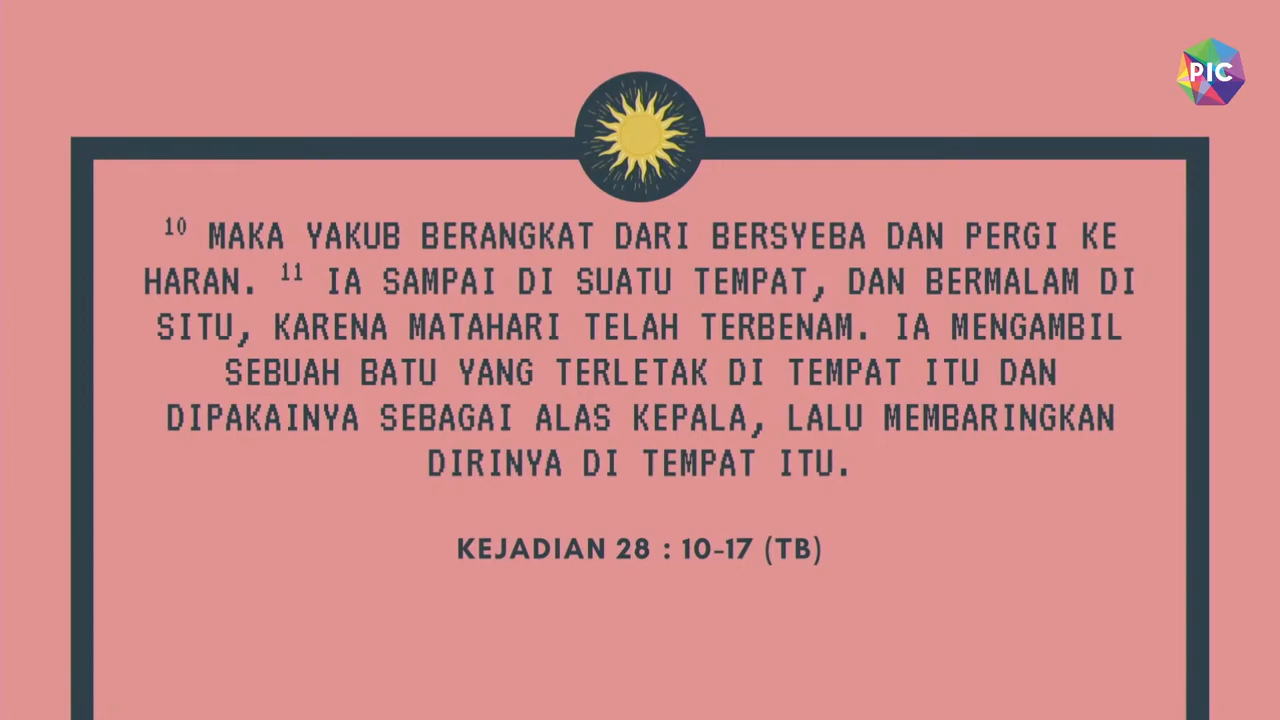 PIC
10 MAKA YAKUB BERANGKAT DARI BERSYEBA DAN PERGI KE
HARAN. 11 IA SAMPAI DI SUATU TEMPAT, DAN BERMALAM DI
SITU, KARENA MATAHARI TELAH TERBENAM. IA MENGAMBIL
SEBUAH BATU YANG TERLETAK DI TEMPAT ITU DAN
DIPAKAINYA SEBAGAI ALAS KEPALA, LALU MEMBARINGKAN
DIRINYA DI TEMPAT ITU.
KEJADIAN 28 : 10-17 (TB)